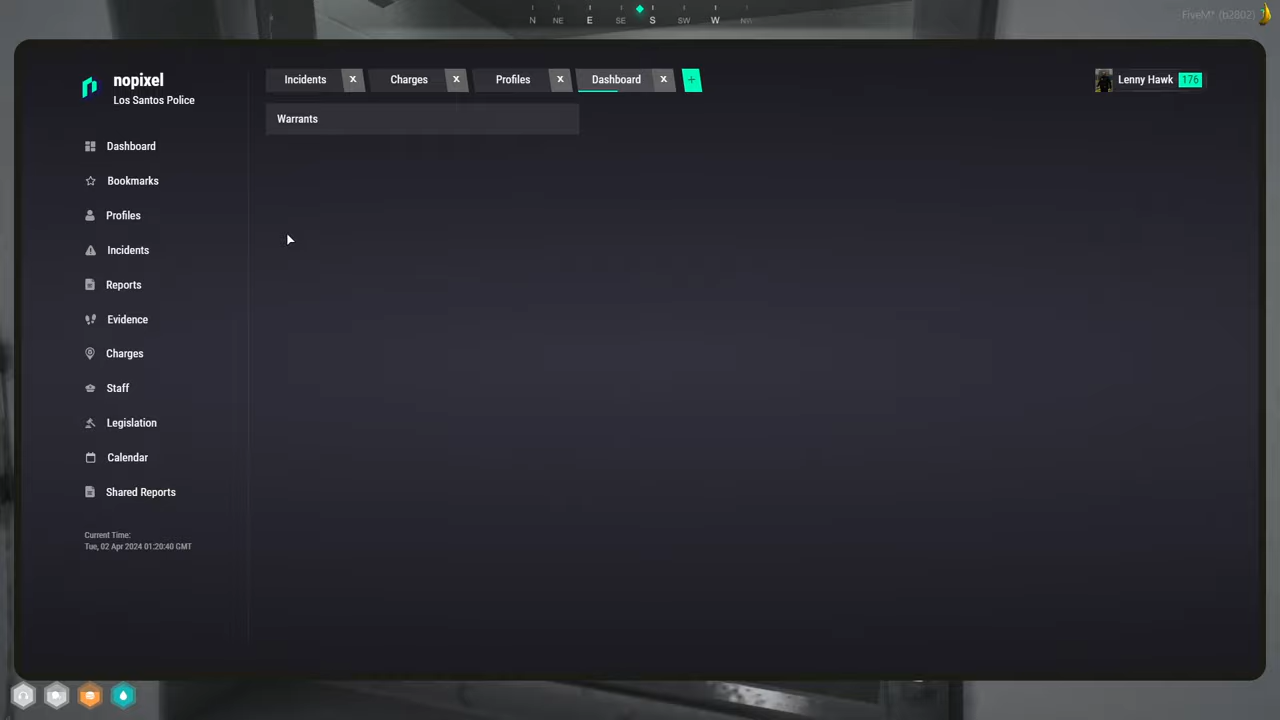 N NE E SE S SW W NW
FiveM* (b2802)
nopixel
Los Santos Police
Incidents x Charges x Profiles x Dashboard x +
Lenny Hawk 176
Warrants
Dashboard
Bookmarks
Profiles
Incidents
Reports
Evidence
Charges
Staff
Legislation
Calendar
Shared Reports
Current Time:
Tue, 02 Apr 2024 01:20:40 GMT